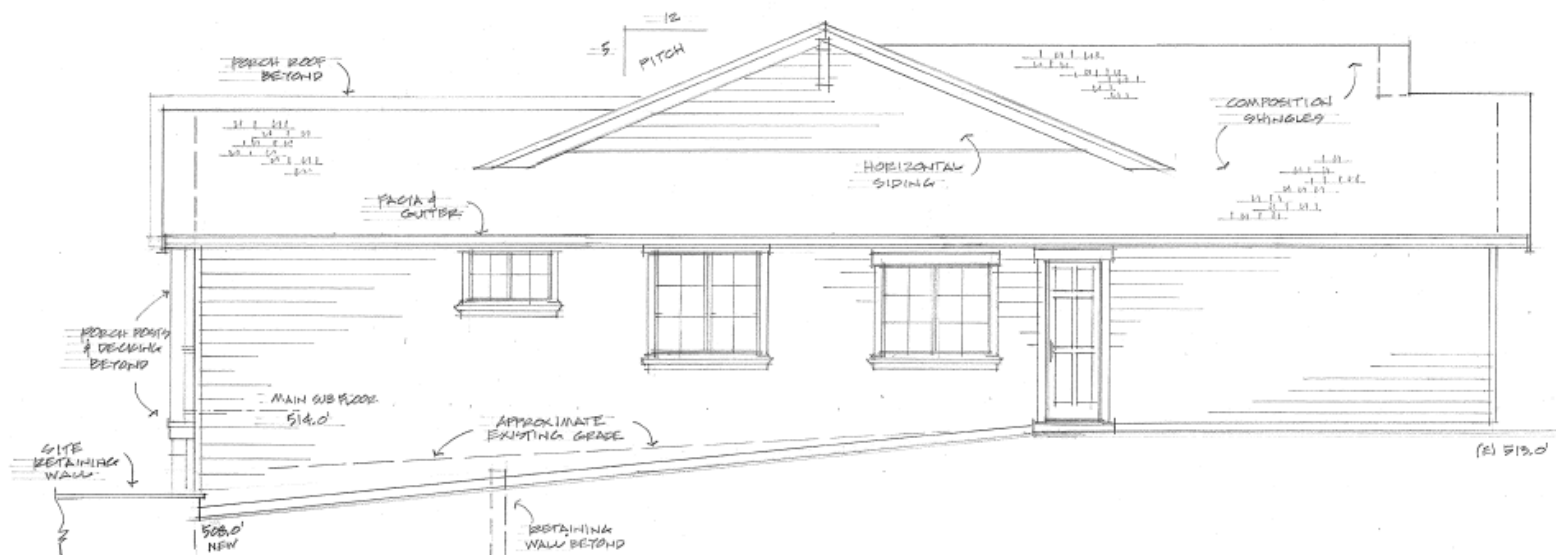 12
5
PITCH
PORCH ROOF
BEYOND
COMPOSITION
SHINGLES
HORIZONTAL
SIDING
FACIA &
GUTTER
PORCH POSTS
& DECKING
BEYOND
MAIN SUB FLOOR
514.0'
APPROXIMATE
EXISTING GRADE
SITE
RETAINING
WALL
(E) 513.0'
508.0'
NEW
RETAINING
WALL BEYOND